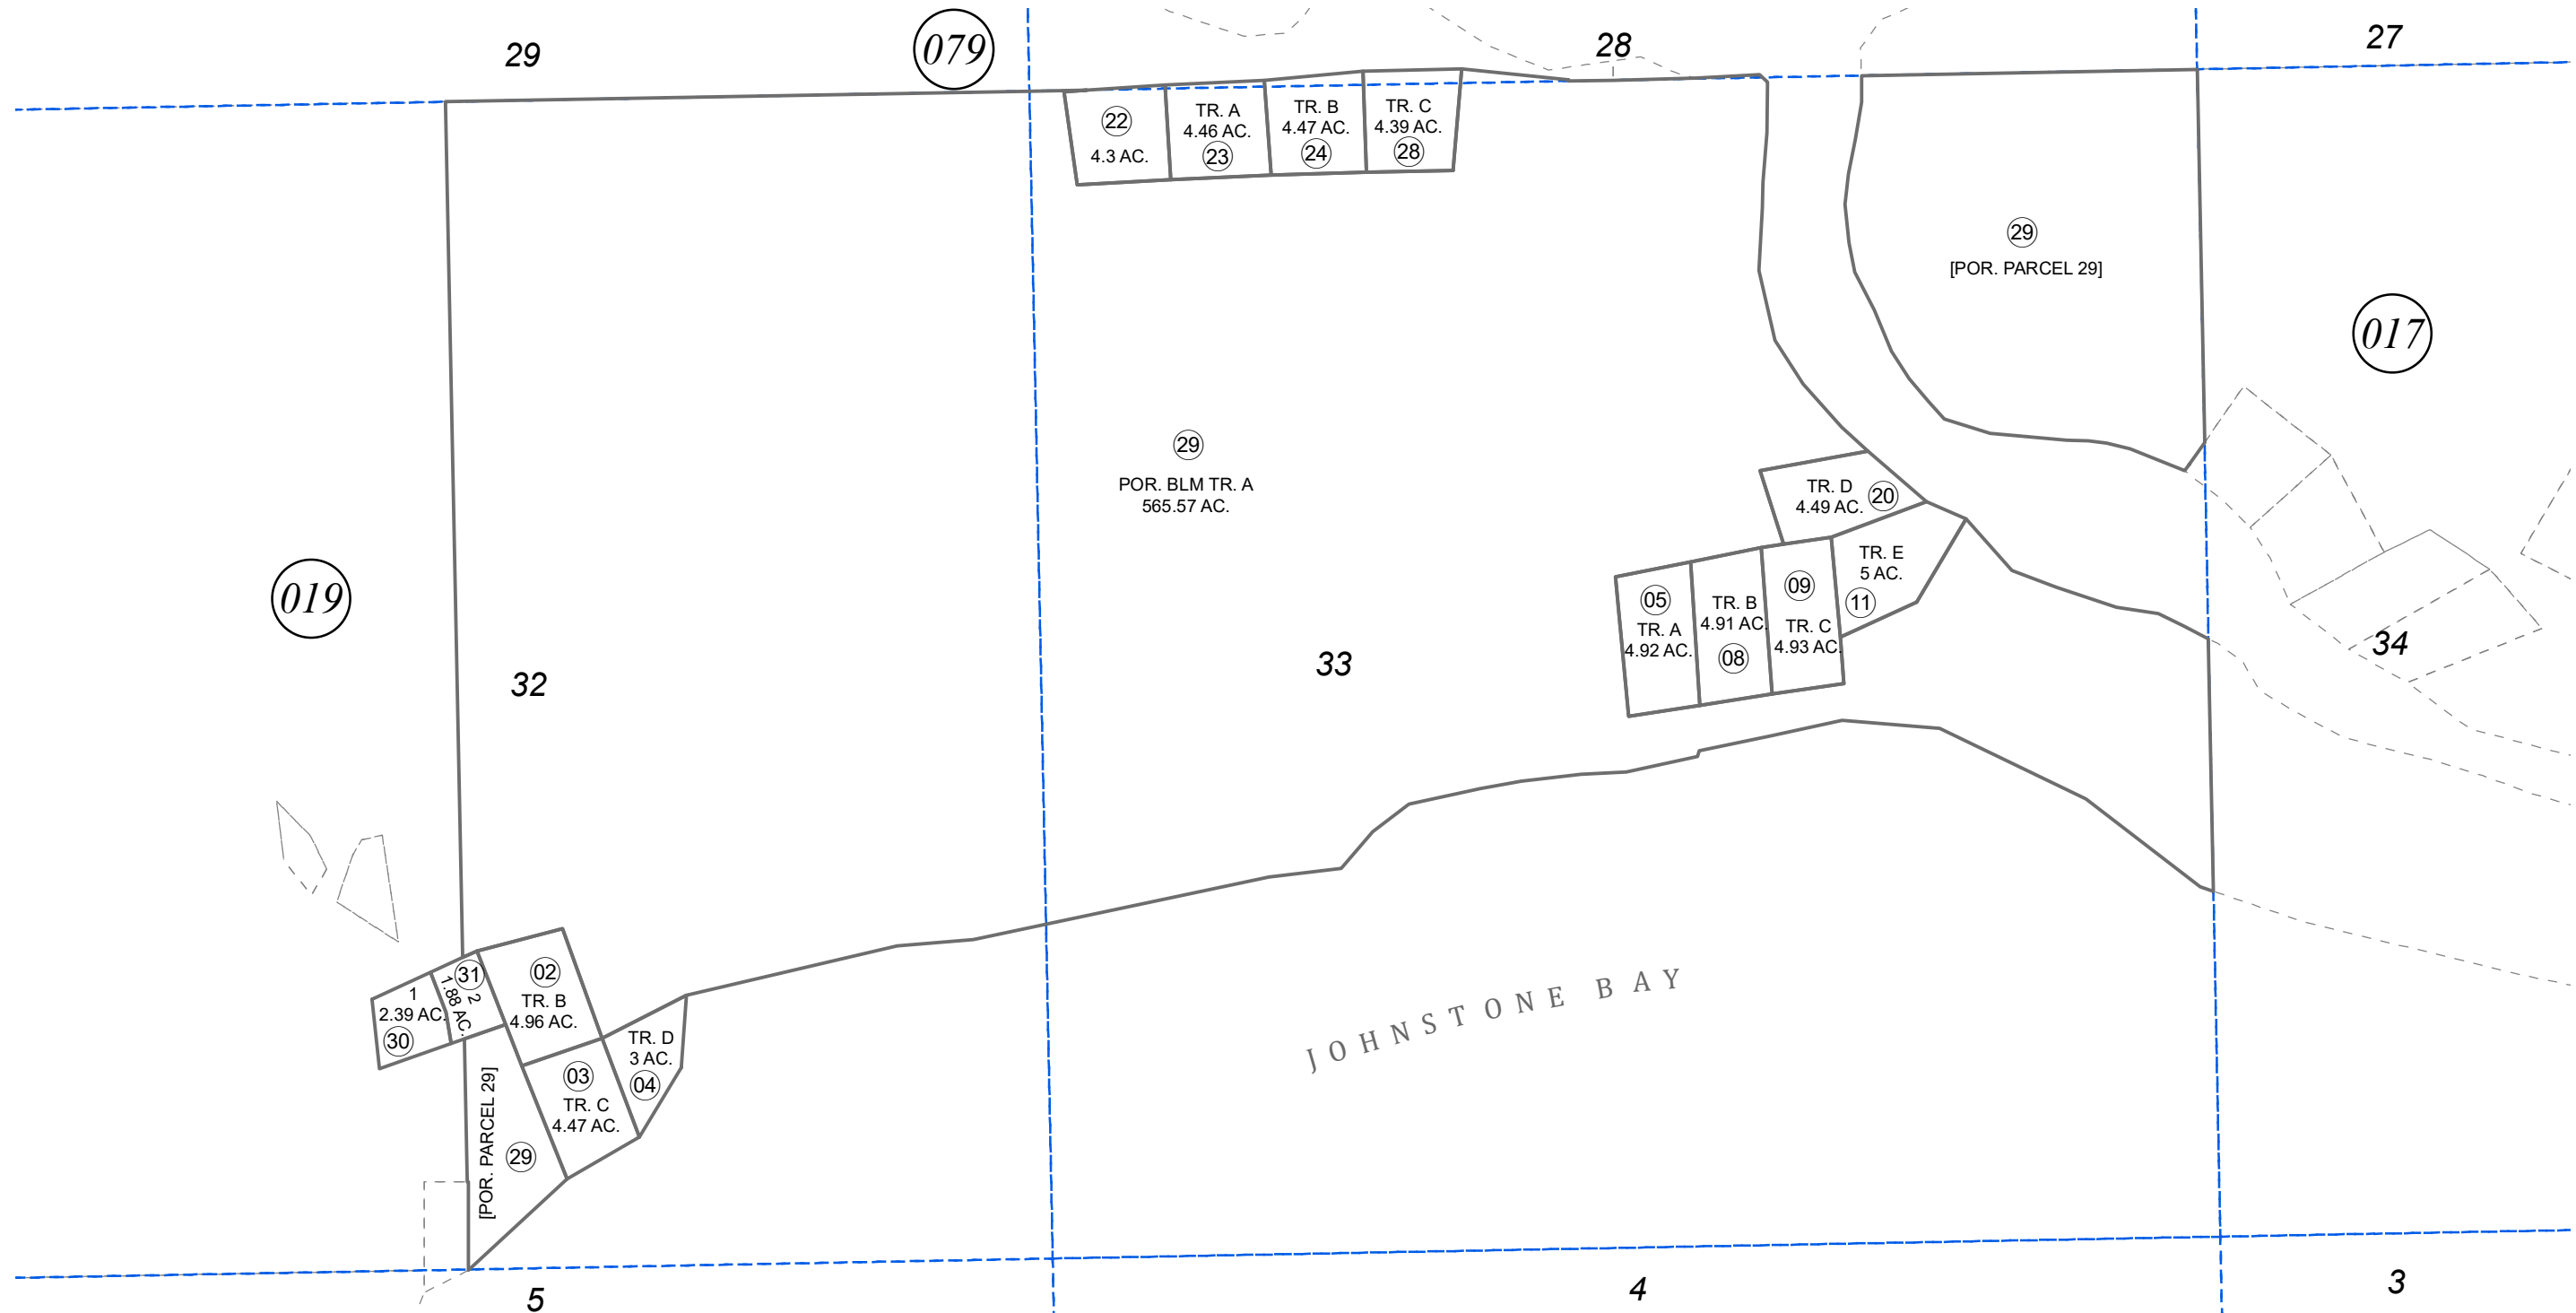 29
079
28
27
22
4.3 AC.
TR. A
4.46 AC.
23
TR. B
4.47 AC.
24
TR. C
4.39 AC.
28
29
[POR. PARCEL 29]
017
29
POR. BLM TR. A
565.57 AC.
TR. D
4.49 AC.
20
TR. E
5 AC.
11
05
TR. A
4.92 AC.
TR. B
4.91 AC.
08
09
TR. C
4.93 AC.
019
32
33
34
1
2.39 AC.
30
31
2
1.88 AC.
02
TR. B
4.96 AC.
TR. D
3 AC.
04
03
TR. C
4.47 AC.
[POR. PARCEL 29]
29
JOHNSTONE BAY
5
4
3